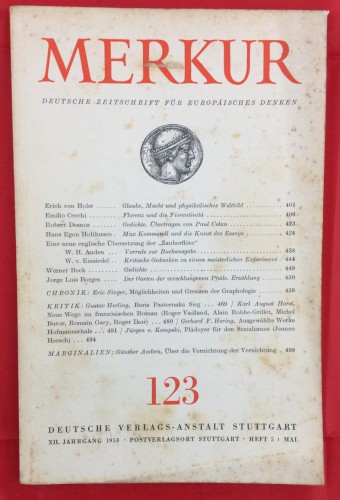 MERKUR
DEUTSCHE ZEITSCHRIFT FÜR EUROPÄISCHES DENKEN
Erich von Holst ..... Glaube, Macht und physikalisches Weltbild ..... 401
Emilio Cecchi ..... Florenz und die Fiorentinità ..... 406
Robert Desnos ..... Gedichte. Übertragen von Paul Celan ..... 423
Hans Egon Holthusen ..... Max Kommerell und die Kunst des Essays ..... 424
Eine neue englische Übersetzung der „Zauberflöte“
W. H. Auden ..... Vorrede zur Buchausgabe ..... 438
W. v. Einsiedel ..... Kritische Gedanken zu einem meisterlichen Experiment ..... 444
Werner Bock ..... Gedichte ..... 449
Jorge Luis Borges ..... Der Garten der verschlungenen Pfade. Erzählung ..... 450
CHRONIK: Eric Singer, Möglichkeiten und Grenzen der Graphologie ..... 459
KRITIK: Gustav Herling, Boris Pasternaks Sieg ... 469 / Karl August Horst,
Neue Wege im französischen Roman (Roger Vailland, Alain Robbe-Grillet, Michel
Butor, Romain Gary, Roger Ikor) ... 480 / Gerhard F. Hering, Ausgewählte Werke
Hofmannsthals ... 491 / Jürgen v. Kempski, Plädoyer für den Sozialismus (Jeanne
Hersch) ... 494
MARGINALIEN: Günther Anders, Über die Vernichtung der Vernichtung . 498
123
DEUTSCHE VERLAGS-ANSTALT STUTTGART
XII. JAHRGANG 1958 · POSTVERLAGSORT STUTTGART · HEFT 5 / MAI